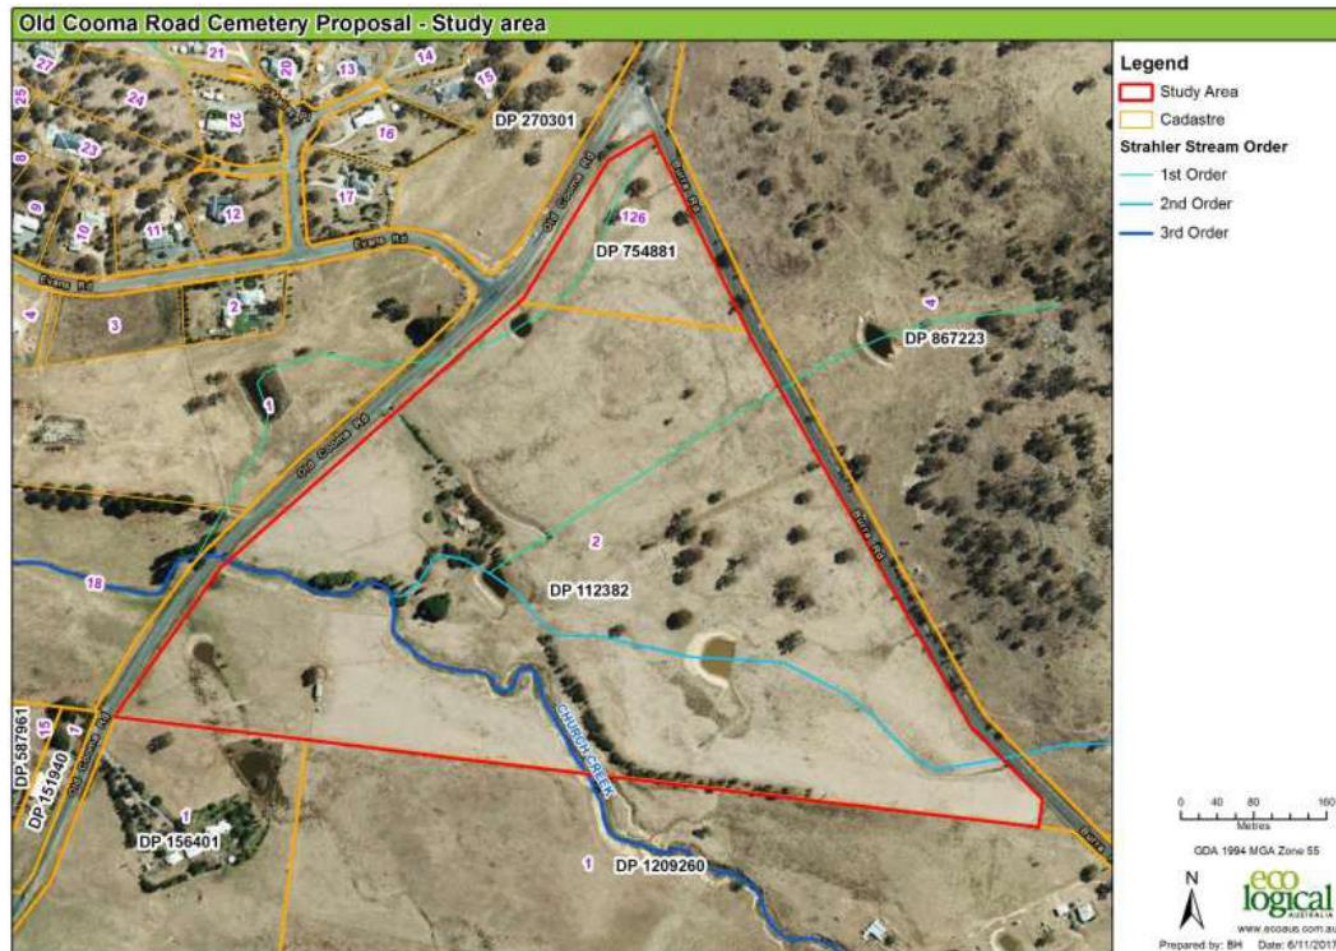 Old Cooma Road Cemetery Proposal - Study area
27
21
20
13
14
15
25
24
22
16
DP 270301
8
23
17
Old Cooma Rd
Burra Rd
9
10
11
12
126
DP 754881
Evans Rd
Evans Rd
4
3
2
4
DP 867223
1
Old Cooma Rd
2
Burra Rd
18
DP 112382
CHURCH CREEK
DP 587961
15
1
DP 151940
Old Cooma Rd
1
DP 156401
1
DP 1209260
Burra
Legend
Study Area
Cadastre
Strahler Stream Order
1st Order
2nd Order
3rd Order
0 40 80 160
Metres
GDA 1994 MGA Zone 55
N
eco
logical
AUSTRALIA
www.ecoaus.com.au
Prepared by: BH Date: 6/11/2017